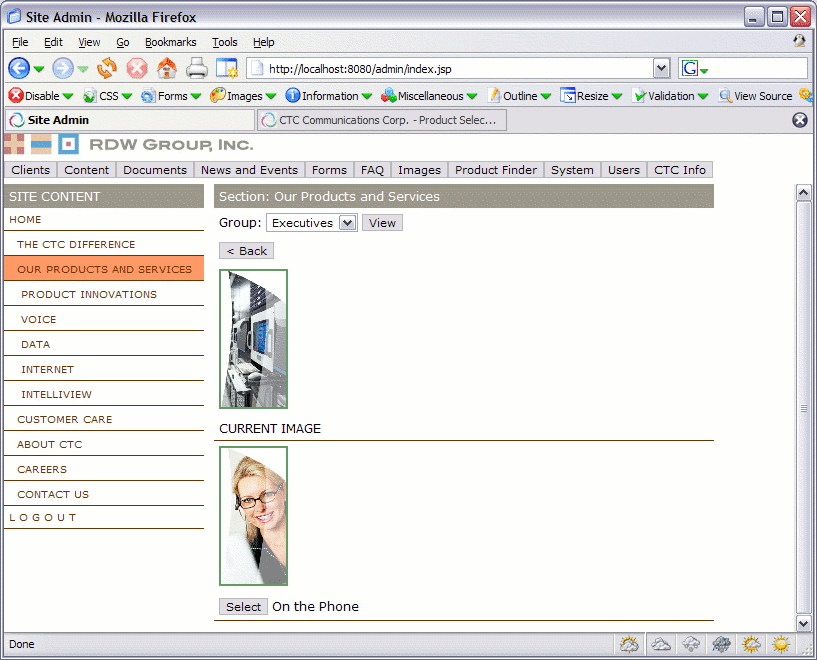 Site Admin - Mozilla Firefox
File Edit View Go Bookmarks Tools Help
http://localhost:8080/admin/index.jsp G
Disable CSS Forms Images Information Miscellaneous Outline Resize Validation View Source
Site Admin CTC Communications Corp. - Product Selec...
RDW GROUP, INC.
Clients Content Documents News and Events Forms FAQ Images Product Finder System Users CTC Info
SITE CONTENT
HOME
THE CTC DIFFERENCE
OUR PRODUCTS AND SERVICES
PRODUCT INNOVATIONS
VOICE
DATA
INTERNET
INTELLIVIEW
CUSTOMER CARE
ABOUT CTC
CAREERS
CONTACT US
L O G O U T
Section: Our Products and Services
Group: Executives View
< Back
CURRENT IMAGE
Select On the Phone
Done